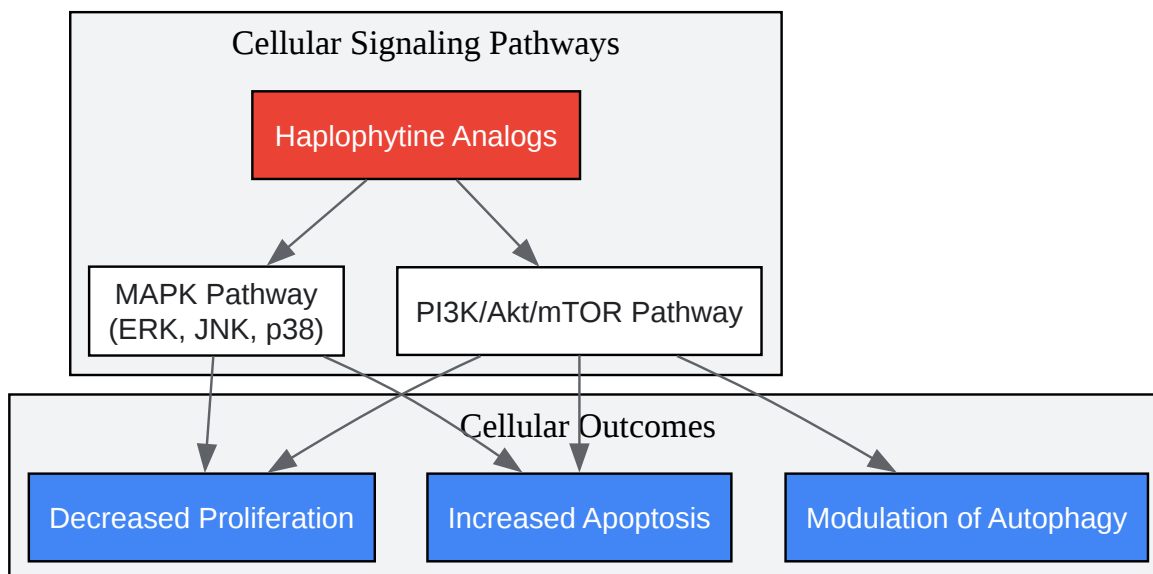 Cellular Signaling Pathways
Haplophytine Analogs
MAPK Pathway
(ERK, JNK, p38)
PI3K/Akt/mTOR Pathway
Cellular Outcomes
Decreased Proliferation
Increased Apoptosis
Modulation of Autophagy